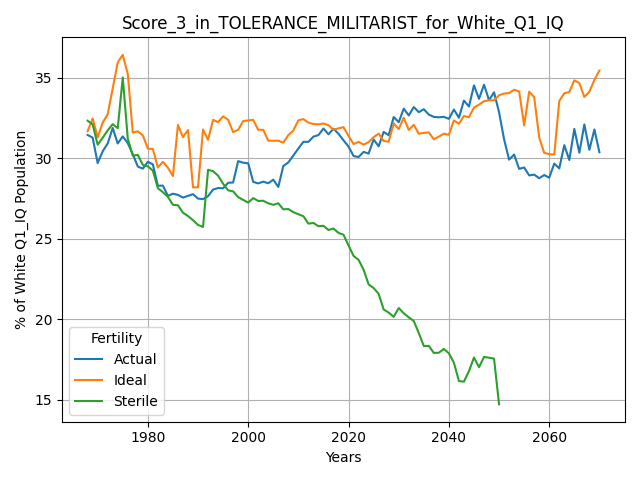 Score_3_in_TOLERANCE_MILITARIST_for_White_Q1_IQ
% of White Q1_IQ Population
35
30
25
20
15
Fertility
Actual
Ideal
Sterile
1980
2000
2020
2040
2060
Years